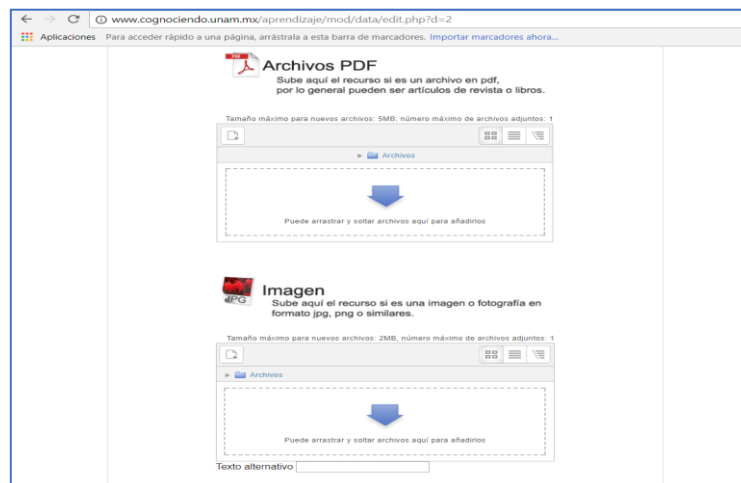 www.cognociendo.unam.mx/aprendizaje/mod/data/edit.php?d=2
Aplicaciones Para acceder rápido a una página, arrástrala a esta barra de marcadores. Importar marcadores ahora...
PDF
Archivos PDF
Sube aquí el recurso si es un archivo en pdf,
por lo general pueden ser artículos de revista o libros.
Tamaño máximo para nuevos archivos: 5MB, número máximo de archivos adjuntos: 1
Archivos
Puede arrastrar y soltar archivos aquí para añadirlos
JPG
Imagen
Sube aquí el recurso si es una imagen o fotografía en
formato jpg, png o similares.
Tamaño máximo para nuevos archivos: 2MB, número máximo de archivos adjuntos: 1
Archivos
Puede arrastrar y soltar archivos aquí para añadirlos
Texto alternativo